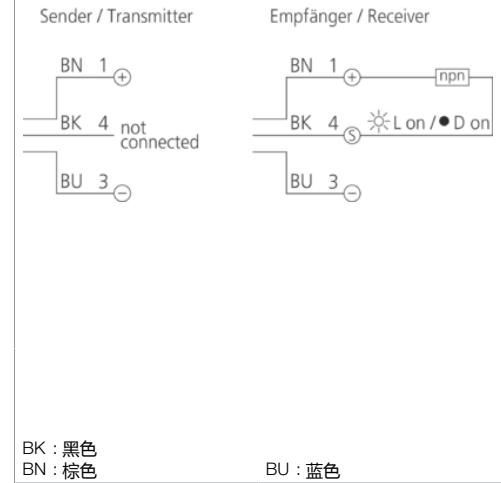 Sender / Transmitter
Empfänger / Receiver
BN 1 +
BK 4 not connected
BU 3 −
BN 1 + npn
BK 4 S L on / ● D on
BU 3 −
BK : 黑色
BN : 棕色
BU : 蓝色